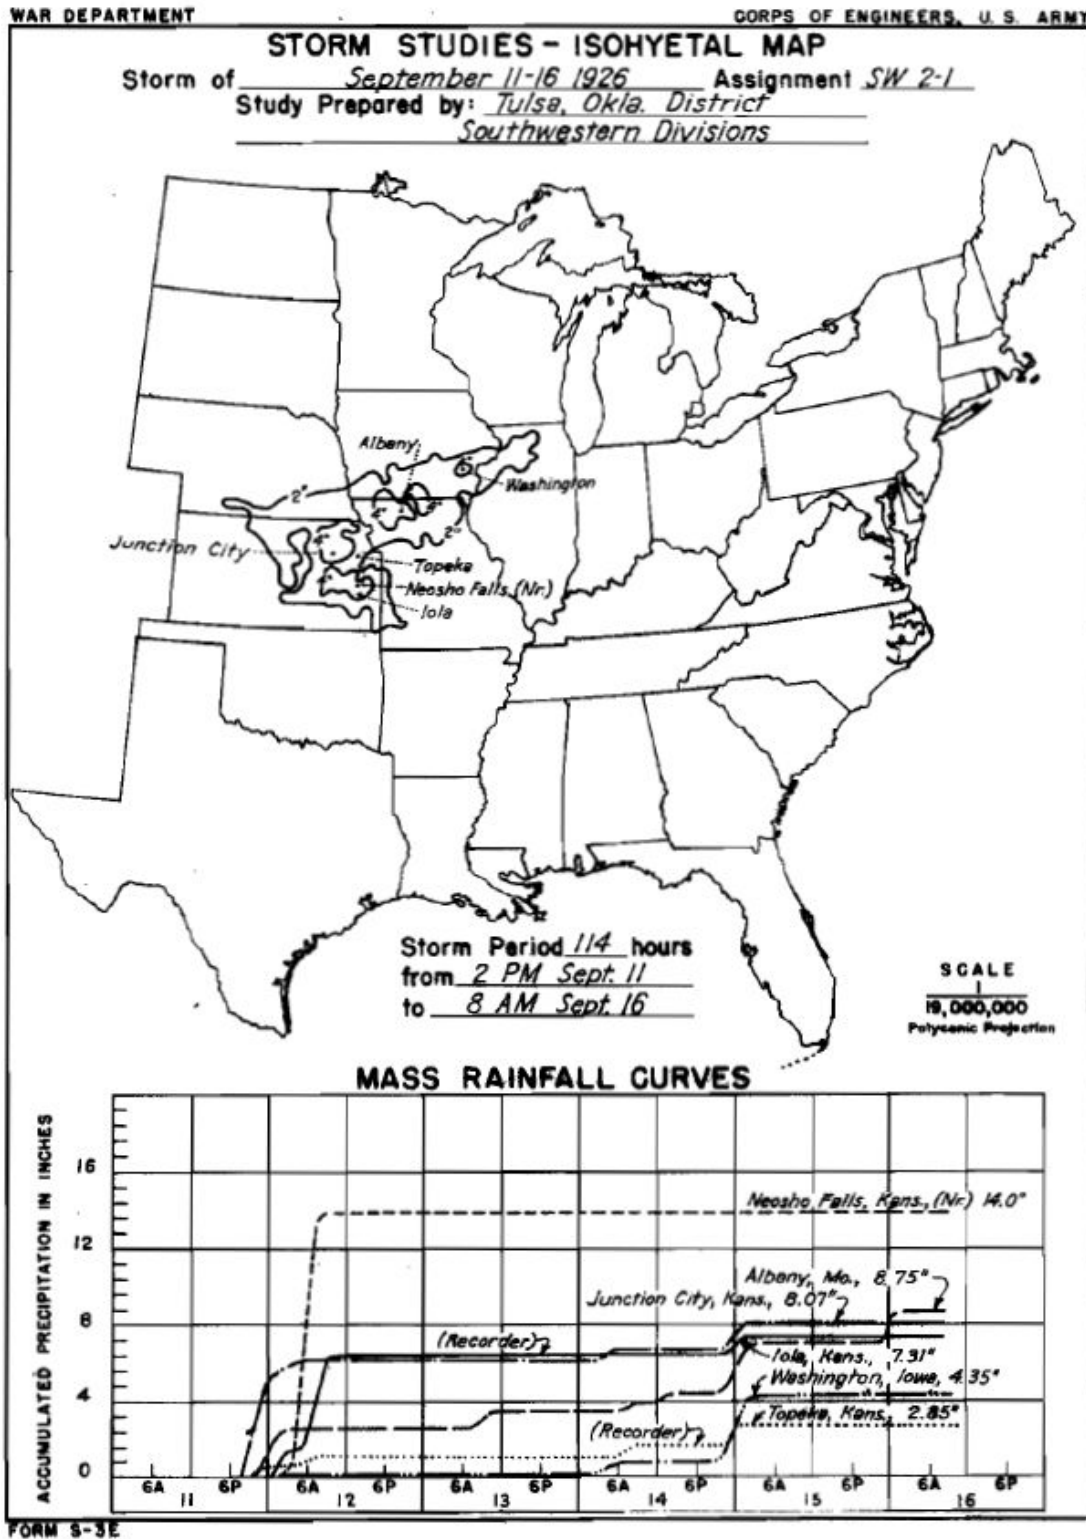 WAR DEPARTMENT CORPS OF ENGINEERS, U. S. ARMY
STORM STUDIES - ISOHYETAL MAP
Storm of September 11-16 1926 Assignment SW 2-1
Study Prepared by: Tulsa, Okla. District
Southwestern Divisions
Albany
6"
Washington
2"
4"
4"
Junction City
4"
2"
Topeka
4"
Neosho Falls, (Nr.)
Iola
Storm Period 114 hours
from 2 PM Sept. 11
to 8 AM Sept. 16
SCALE
1
19,000,000
Polyconic Projection
MASS RAINFALL CURVES
ACCUMULATED PRECIPITATION IN INCHES
16
Neosho Falls, Kans., (Nr.) 14.0"
12
Albany, Mo., 8.75"
Junction City, Kans., 8.07"
8
(Recorder)
Iola, Kans., 7.31"
Washington, Iowa, 4.35"
4
Topeka, Kans., 2.85"
(Recorder)
0
6A 6P 6A 6P 6A 6P 6A 6P 6A 6P 6A
11 12 13 14 15 16
FORM S-3E